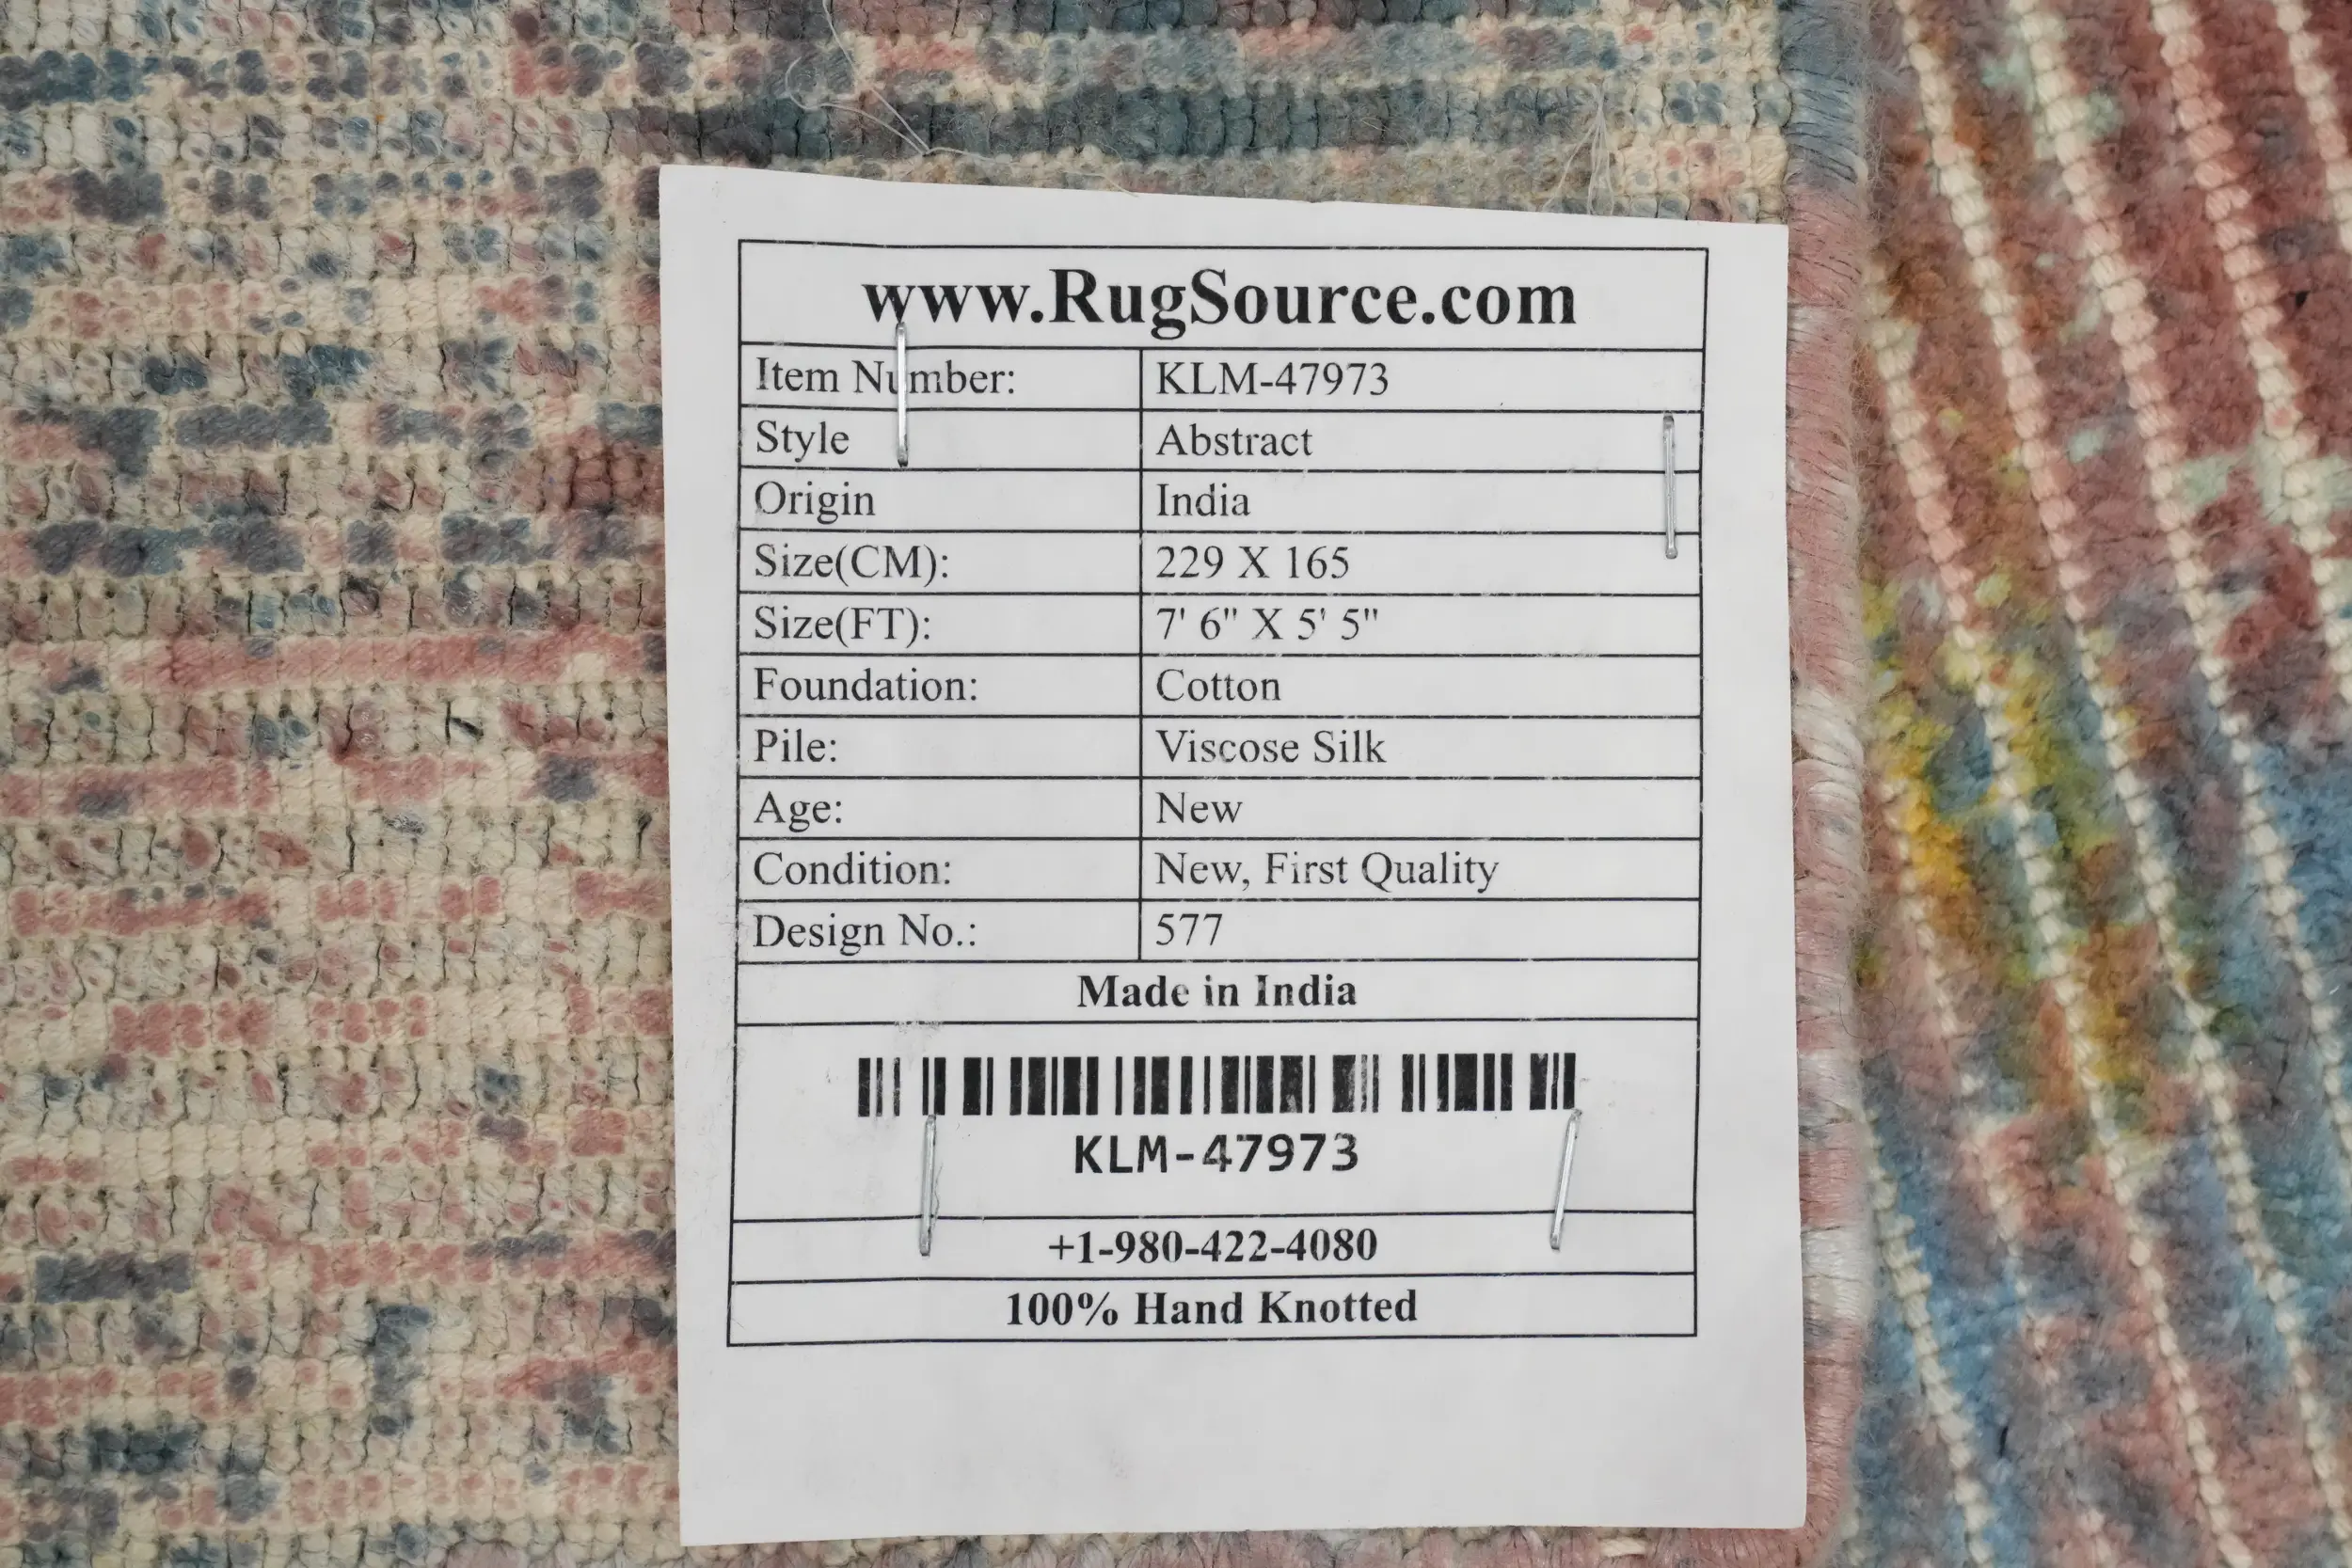 www.RugSource.com
Item Number: KLM-47973
Style Abstract
Origin India
Size(CM): 229 X 165
Size(FT): 7' 6" X 5' 5"
Foundation: Cotton
Pile: Viscose Silk
Age: New
Condition: New, First Quality
Design No.: 577
Made in India
KLM-47973
+1-980-422-4080
100% Hand Knotted